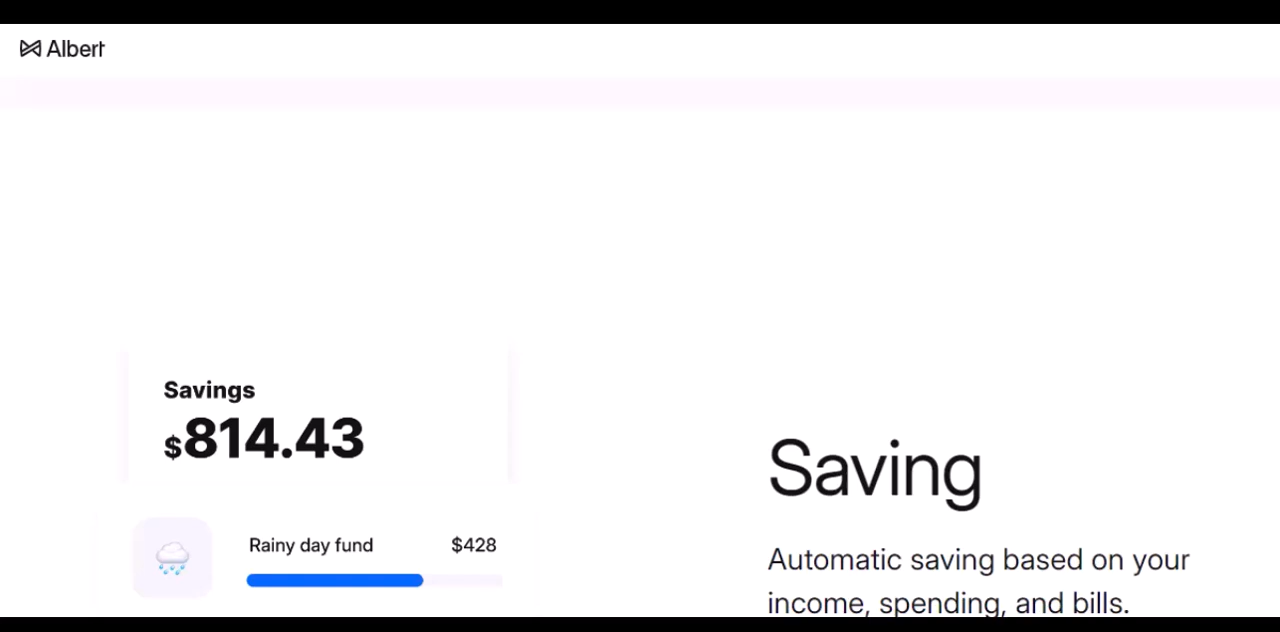 Albert
Savings
$814.43
Rainy day fund $428
Saving
Automatic saving based on your
income, spending, and bills.